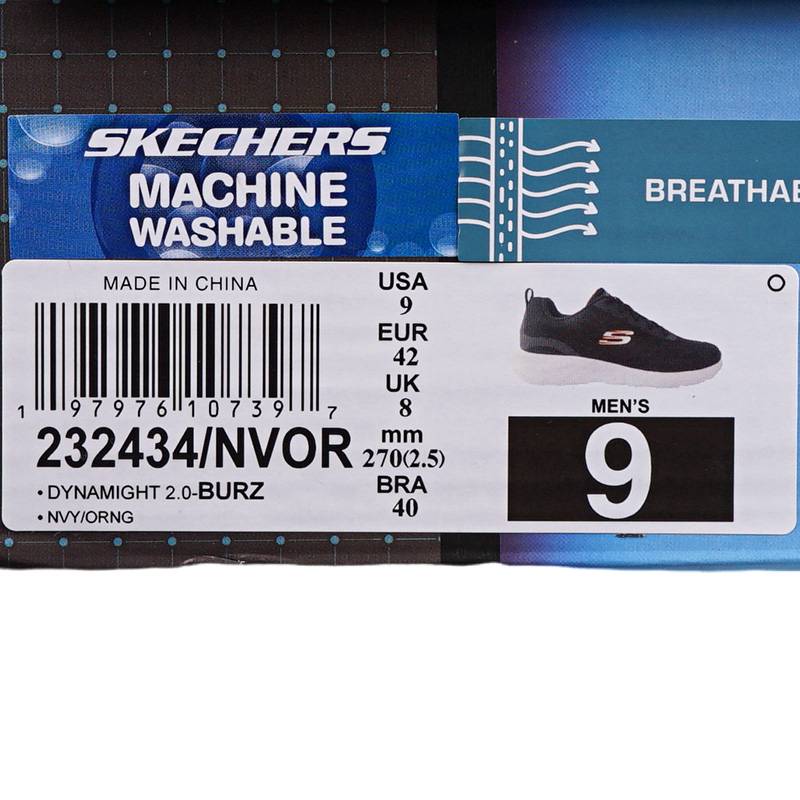 SKECHERS
MACHINE
WASHABLE
BREATHAB
MADE IN CHINA
1 97976 10739 7
232434/NVOR
• DYNAMIGHT 2.0-BURZ
• NVY/ORNG
USA
9
EUR
42
UK
8
mm
270(2.5)
BRA
40
MEN'S
9